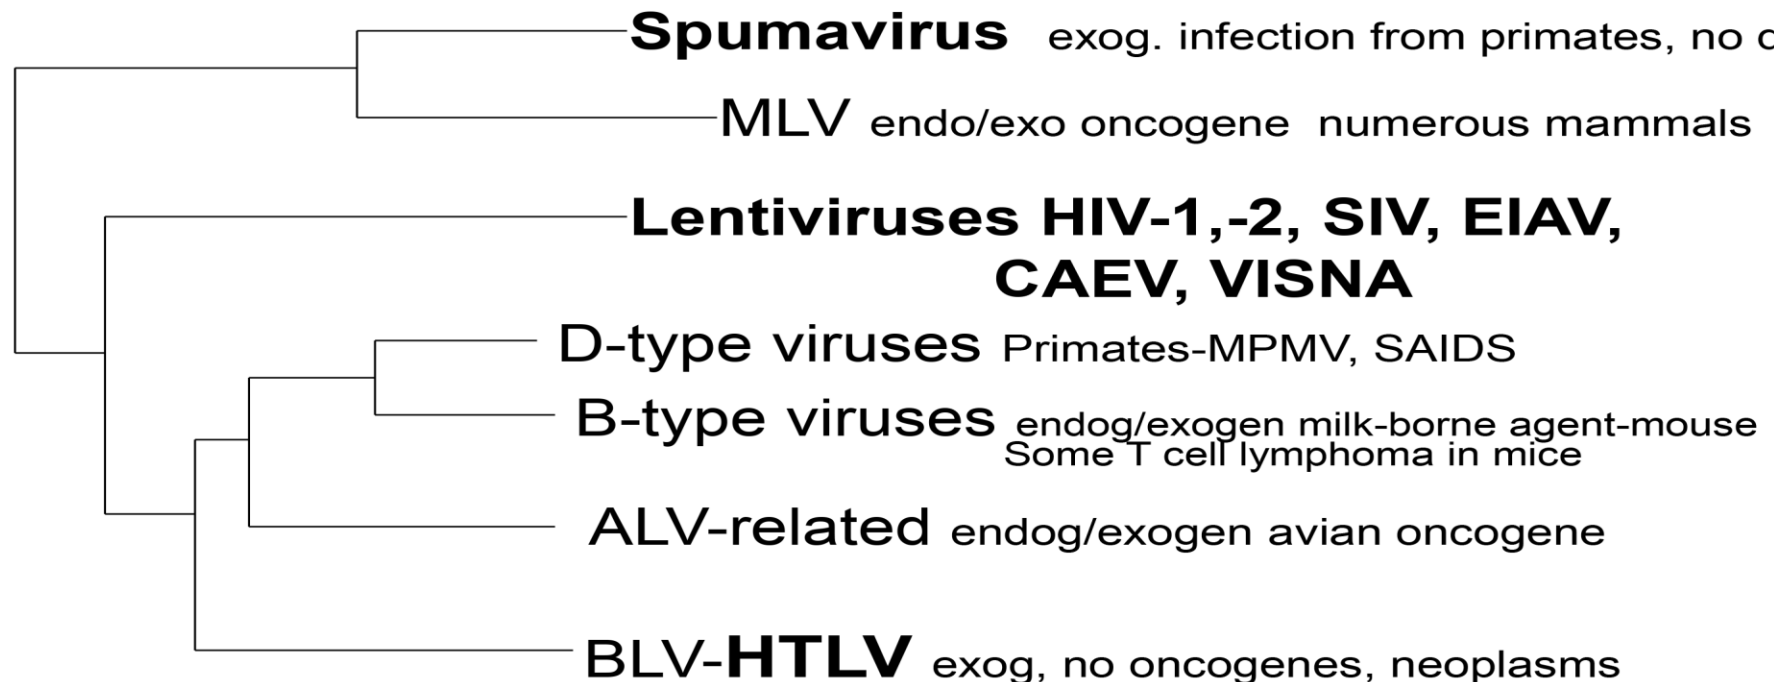 Spumavirus exog. infection from primates, no
MLV endo/exo oncogene numerous mammals
Lentiviruses HIV-1,-2, SIV, EIAV,
CAEV, VISNA
D-type viruses Primates-MPMV, SAIDS
B-type viruses endog/exogen milk-borne agent-mouse
Some T cell lymphoma in mice
ALV-related endog/exogen avian oncogene
BLV-HTLV exog, no oncogenes, neoplasms